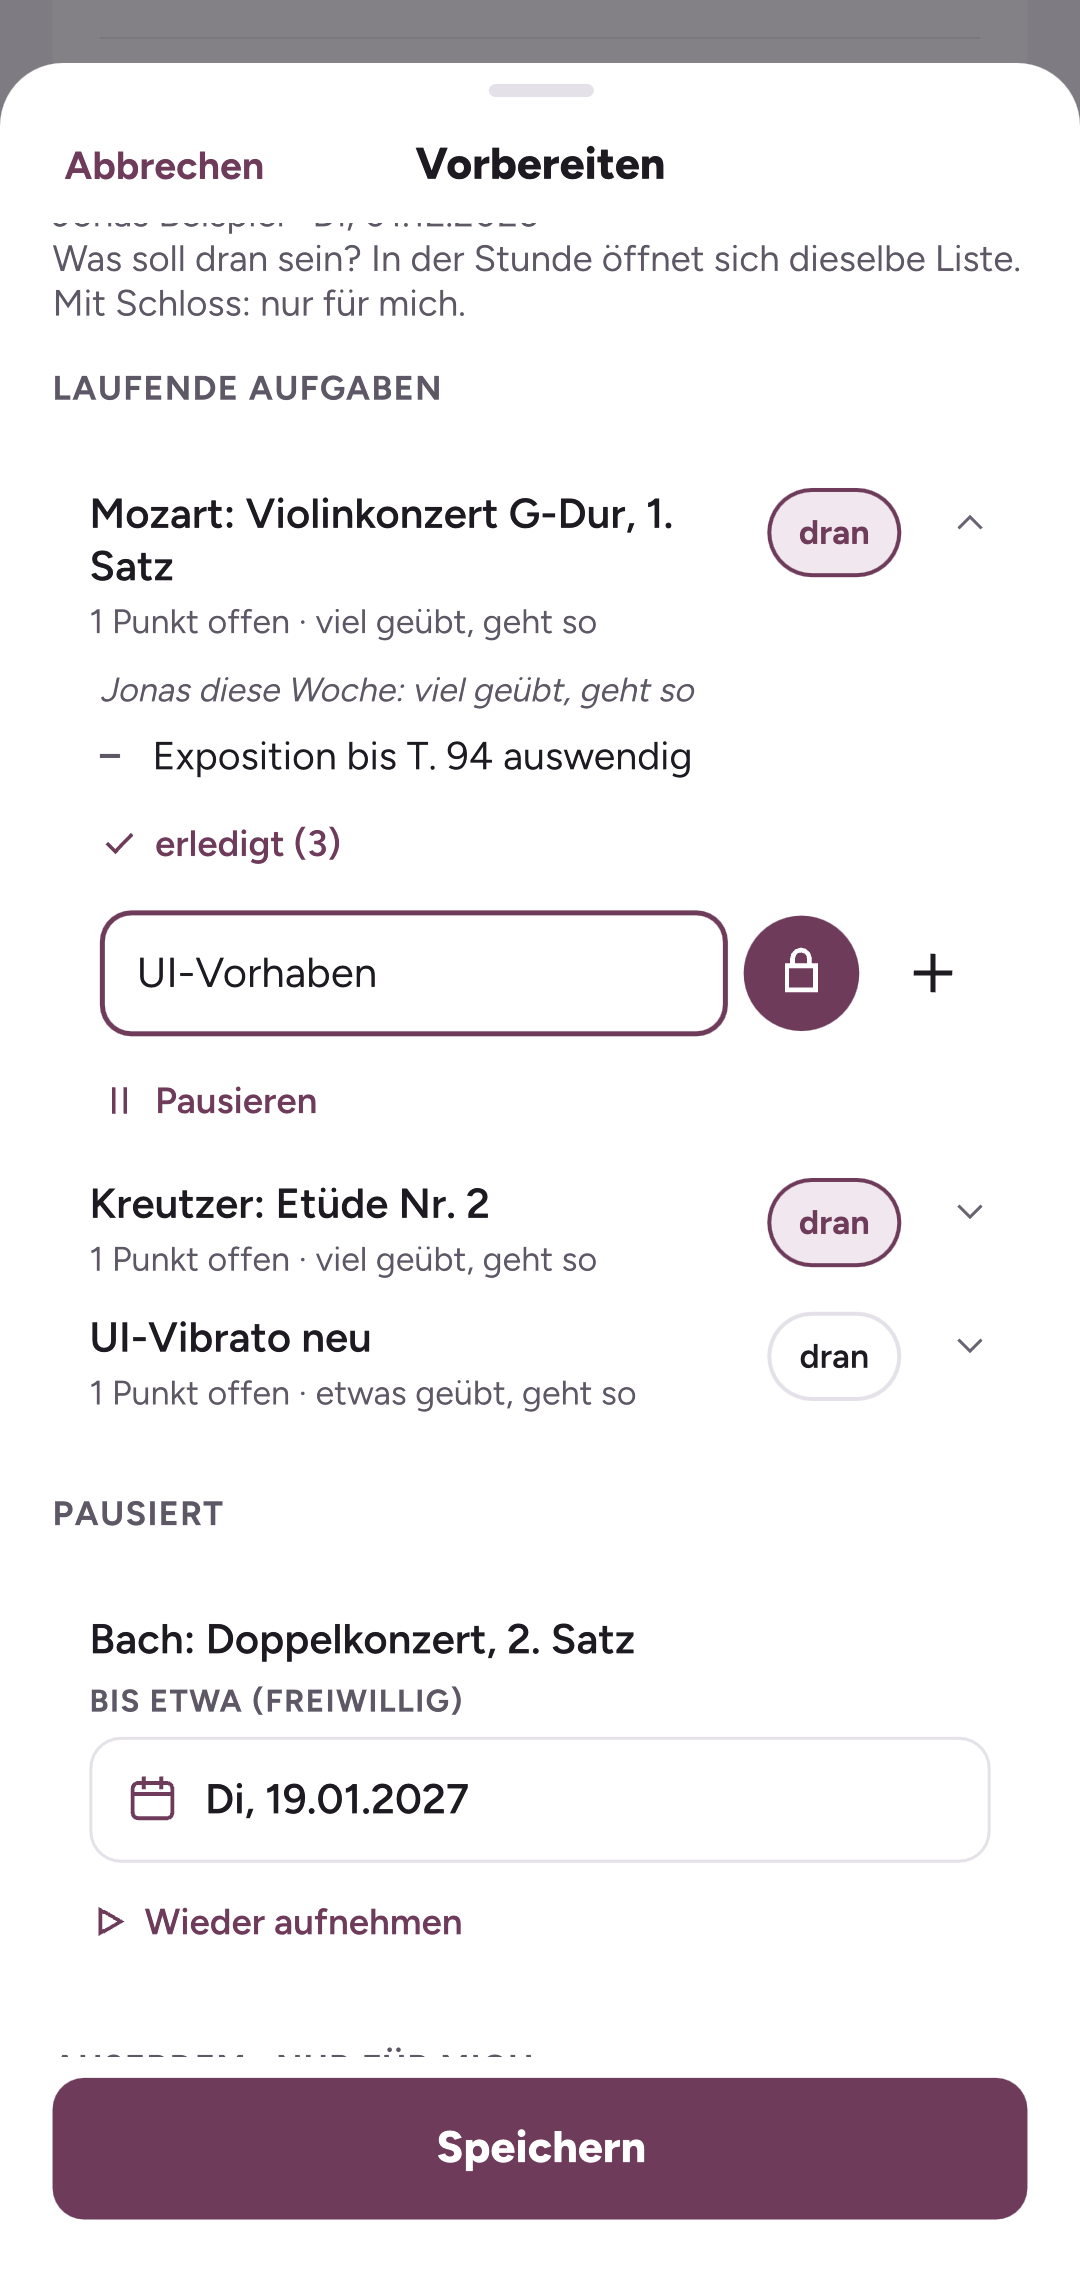 Abbrechen
Vorbereiten
Was soll dran sein? In der Stunde öffnet sich dieselbe Liste.
Mit Schloss: nur für mich.
LAUFENDE AUFGABEN
Mozart: Violinkonzert G-Dur, 1.
Satz
dran
1 Punkt offen · viel geübt, geht so
Jonas diese Woche: viel geübt, geht so
– Exposition bis T. 94 auswendig
erledigt (3)
UI-Vorhaben
Pausieren
Kreutzer: Etüde Nr. 2
dran
1 Punkt offen · viel geübt, geht so
UI-Vibrato neu
dran
1 Punkt offen · etwas geübt, geht so
PAUSIERT
Bach: Doppelkonzert, 2. Satz
BIS ETWA (FREIWILLIG)
Di, 19.01.2027
Wieder aufnehmen
Speichern